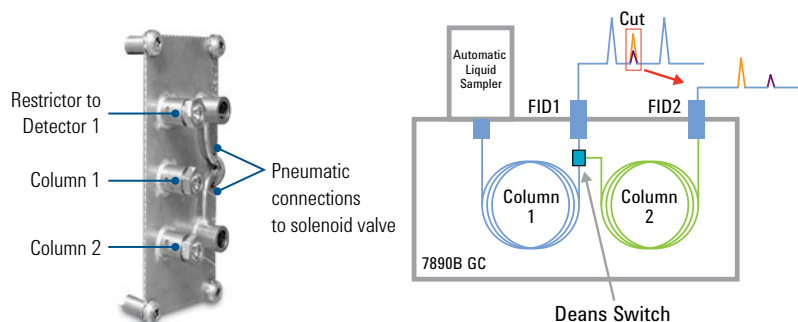 Restrictor to
Detector 1
Column 1
Column 2
Pneumatic
connections
to solenoid valve
Cut
Automatic
Liquid
Sampler
FID1
FID2
Column
1
Column
2
7890B GC
Deans Switch